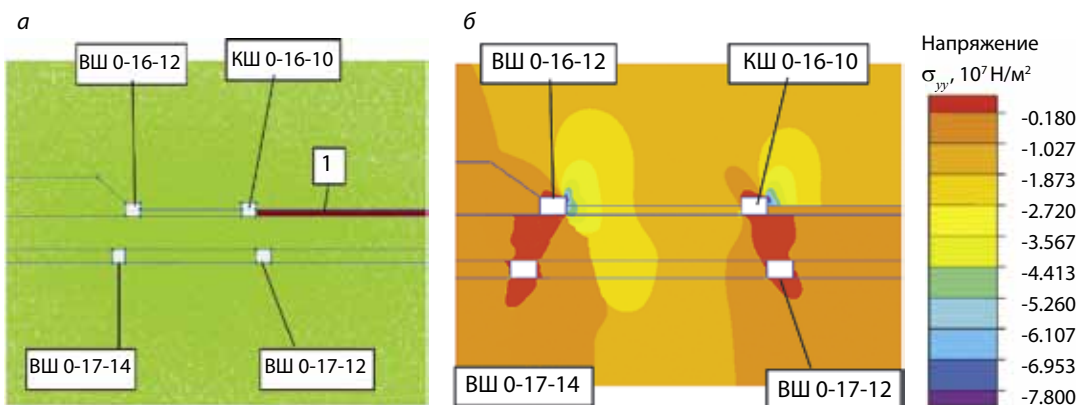 а
ВШ 0-16-12
КШ 0-16-10
1
ВШ 0-17-14
ВШ 0-17-12
б
ВШ 0-16-12
КШ 0-16-10
ВШ 0-17-14
ВШ 0-17-12
Напряжение
σyy, 10⁷ Н/м²
-0.180
-1.027
-1.873
-2.720
-3.567
-4.413
-5.260
-6.107
-6.953
-7.800